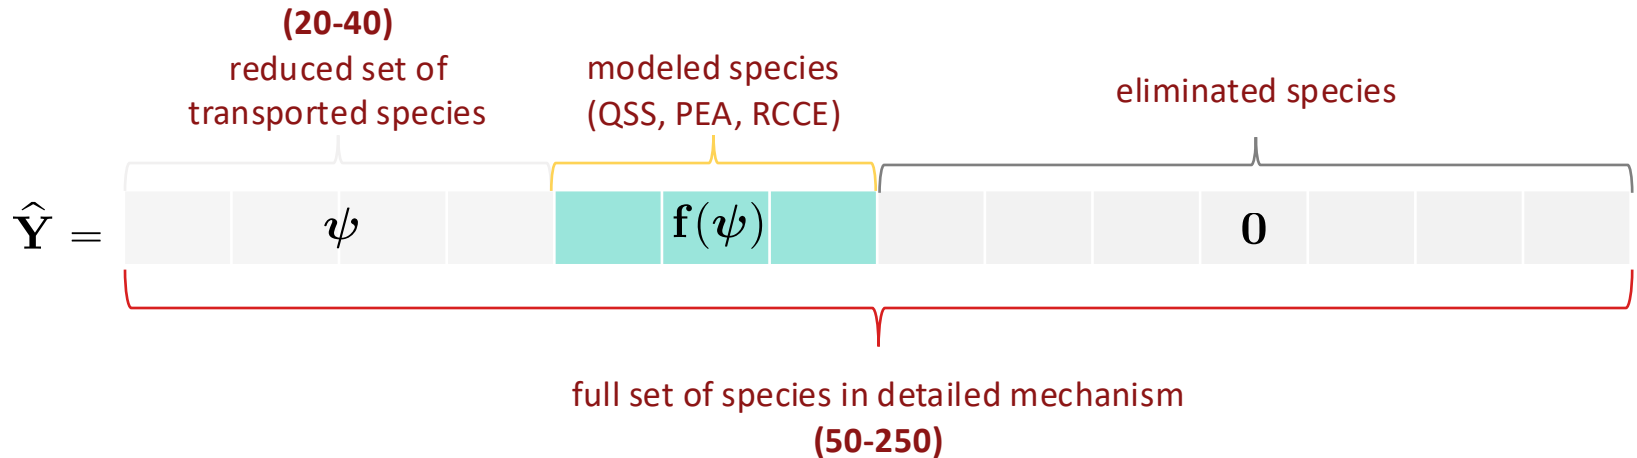 (20-40)
reduced set of
transported species
modeled species
(QSS, PEA, RCCE)
eliminated species
Ŷ =
ψ
f(ψ)
0
full set of species in detailed mechanism
(50-250)